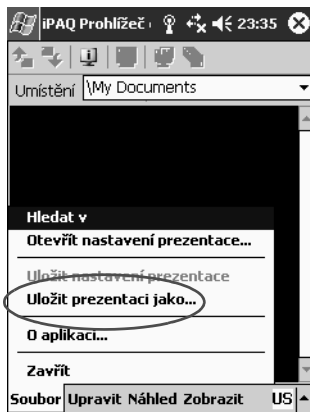 iPAQ Prohlížeč 23:35
Umístění \My Documents
Hledat v
Otevřít nastavení prezentace...
Uložit nastavení prezentace
Uložit prezentaci jako...
O aplikaci...
Zavřít
Soubor Upravit Náhled Zobrazit US